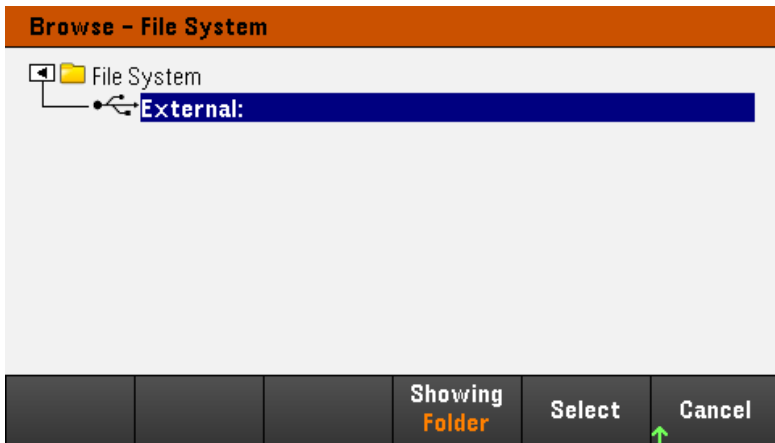 Browse – File System
File System
External:
Showing
Folder
Select
Cancel